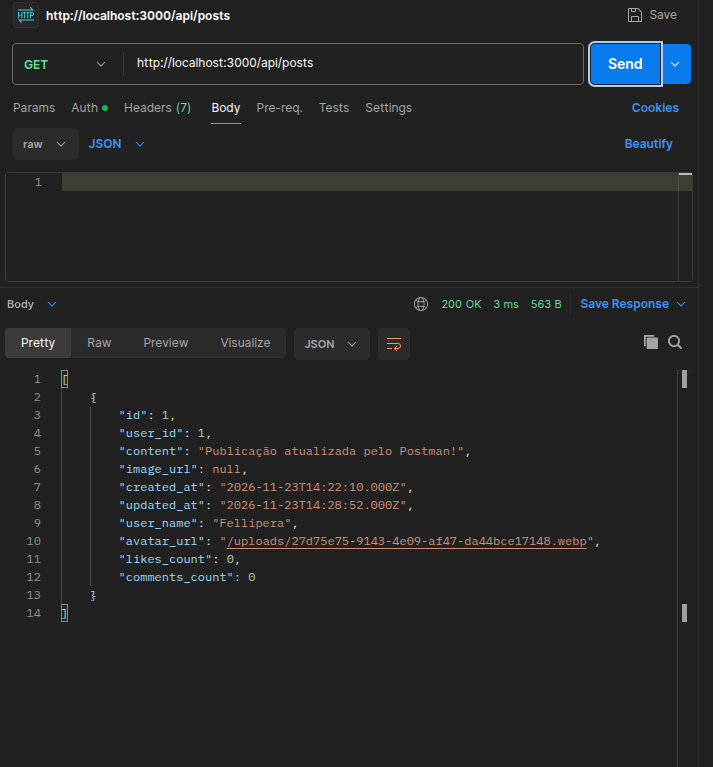 HTTP http://localhost:3000/api/posts Save
GET http://localhost:3000/api/posts Send
Params Auth Headers (7) Body Pre-req. Tests Settings Cookies
raw JSON Beautify
1
Body 200 OK 3 ms 563 B Save Response
Pretty Raw Preview Visualize JSON
1 [
2 {
3 "id": 1,
4 "user_id": 1,
5 "content": "Publicação atualizada pelo Postman!",
6 "image_url": null,
7 "created_at": "2026-11-23T14:22:10.000Z",
8 "updated_at": "2026-11-23T14:28:52.000Z",
9 "user_name": "Fellipera",
10 "avatar_url": "/uploads/27d75e75-9143-4e09-af47-da44bce17148.webp",
11 "likes_count": 0,
12 "comments_count": 0
13 }
14 ]